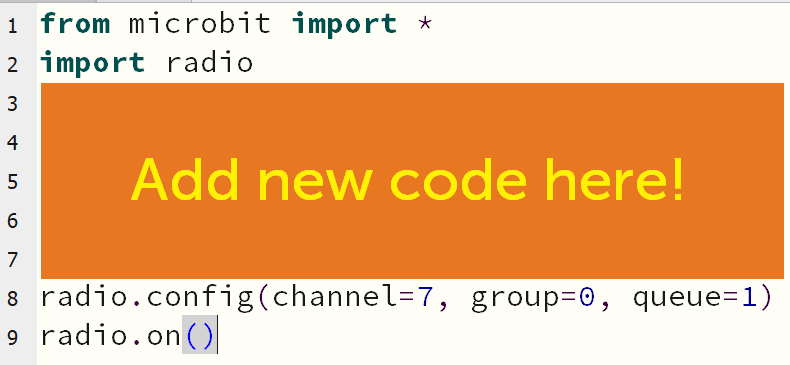 1 from microbit import *
2 import radio
3
4
5 Add new code here!
6
7
8 radio.config(channel=7, group=0, queue=1)
9 radio.on()